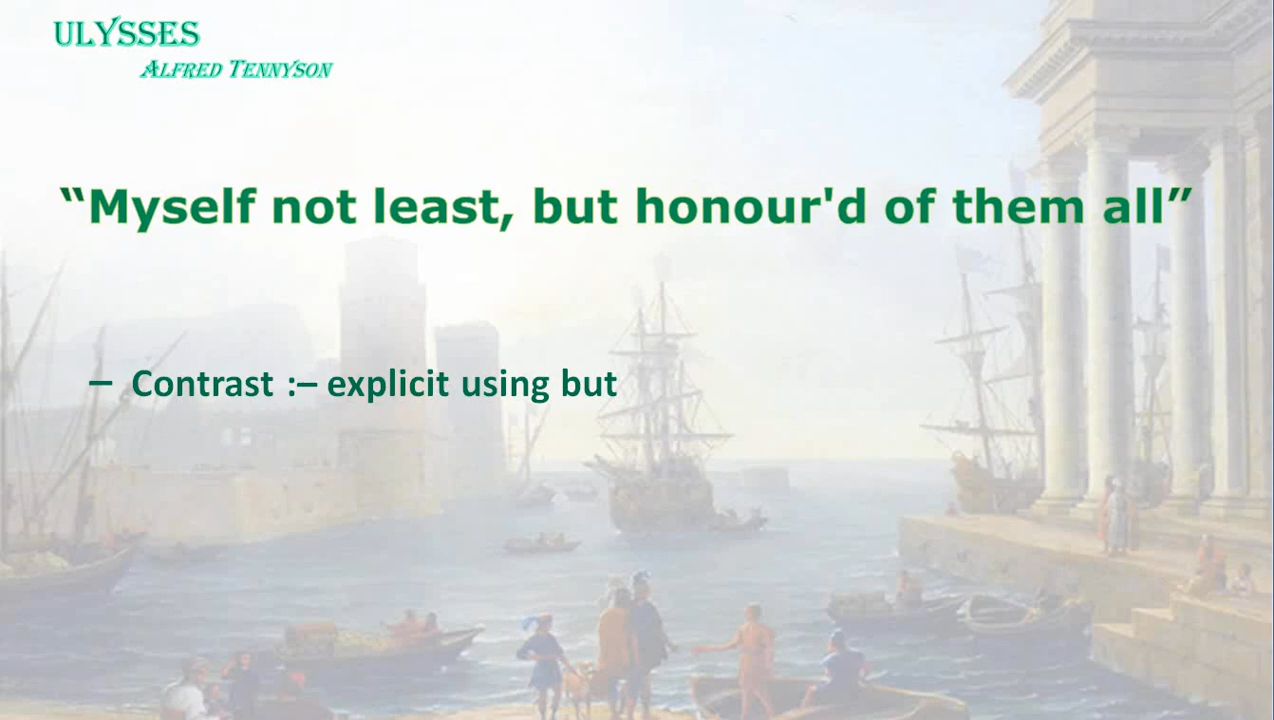 ULYSSES
ALFRED TENNYSON
“Myself not least, but honour'd of them all”
– Contrast :– explicit using but